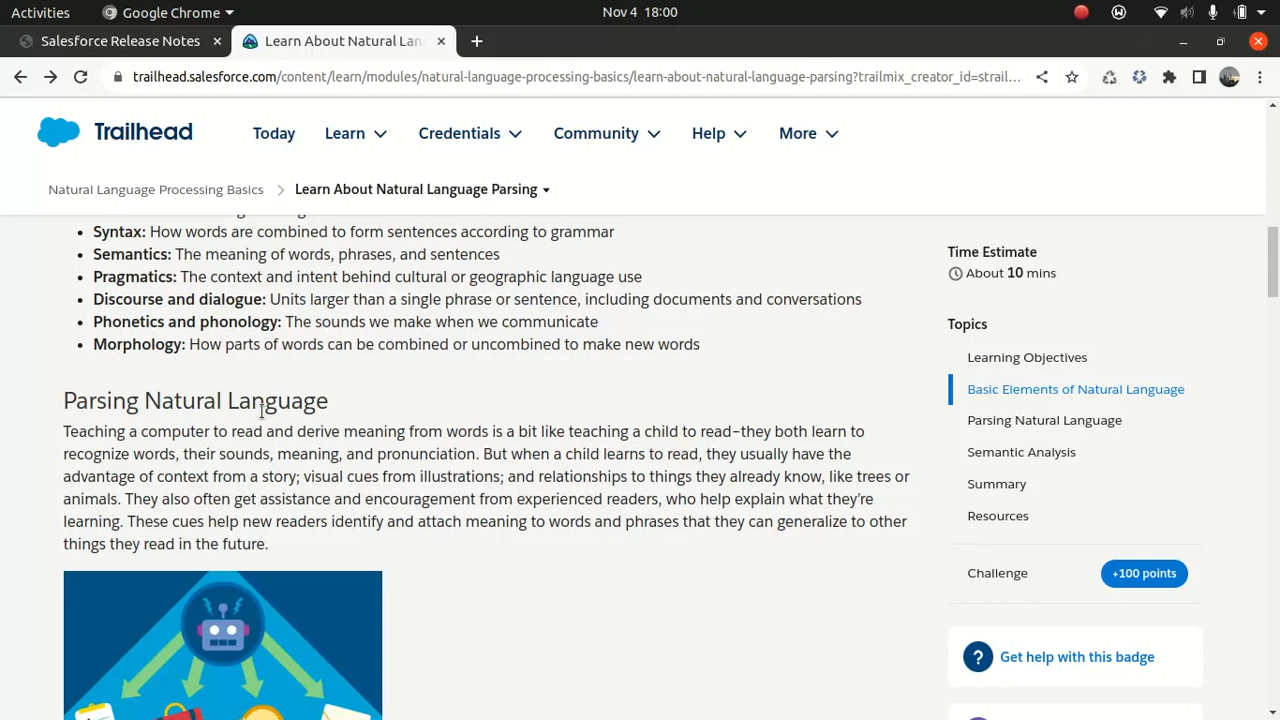 Activities
Google Chrome
Nov 4 18:00
Salesforce Release Notes
Learn About Natural Lan
trailhead.salesforce.com/content/learn/modules/natural-language-processing-basics/learn-about-natural-language-parsing?trailmix_creator_id=strail...
Trailhead
Today
Learn
Credentials
Community
Help
More
Natural Language Processing Basics
Learn About Natural Language Parsing
Syntax: How words are combined to form sentences according to grammar
Semantics: The meaning of words, phrases, and sentences
Pragmatics: The context and intent behind cultural or geographic language use
Discourse and dialogue: Units larger than a single phrase or sentence, including documents and conversations
Phonetics and phonology: The sounds we make when we communicate
Morphology: How parts of words can be combined or uncombined to make new words
Parsing Natural Language
Teaching a computer to read and derive meaning from words is a bit like teaching a child to read–they both learn to
recognize words, their sounds, meaning, and pronunciation. But when a child learns to read, they usually have the
advantage of context from a story; visual cues from illustrations; and relationships to things they already know, like trees or
animals. They also often get assistance and encouragement from experienced readers, who help explain what they’re
learning. These cues help new readers identify and attach meaning to words and phrases that they can generalize to other
things they read in the future.
Time Estimate
About 10 mins
Topics
Learning Objectives
Basic Elements of Natural Language
Parsing Natural Language
Semantic Analysis
Summary
Resources
Challenge
+100 points
? Get help with this badge